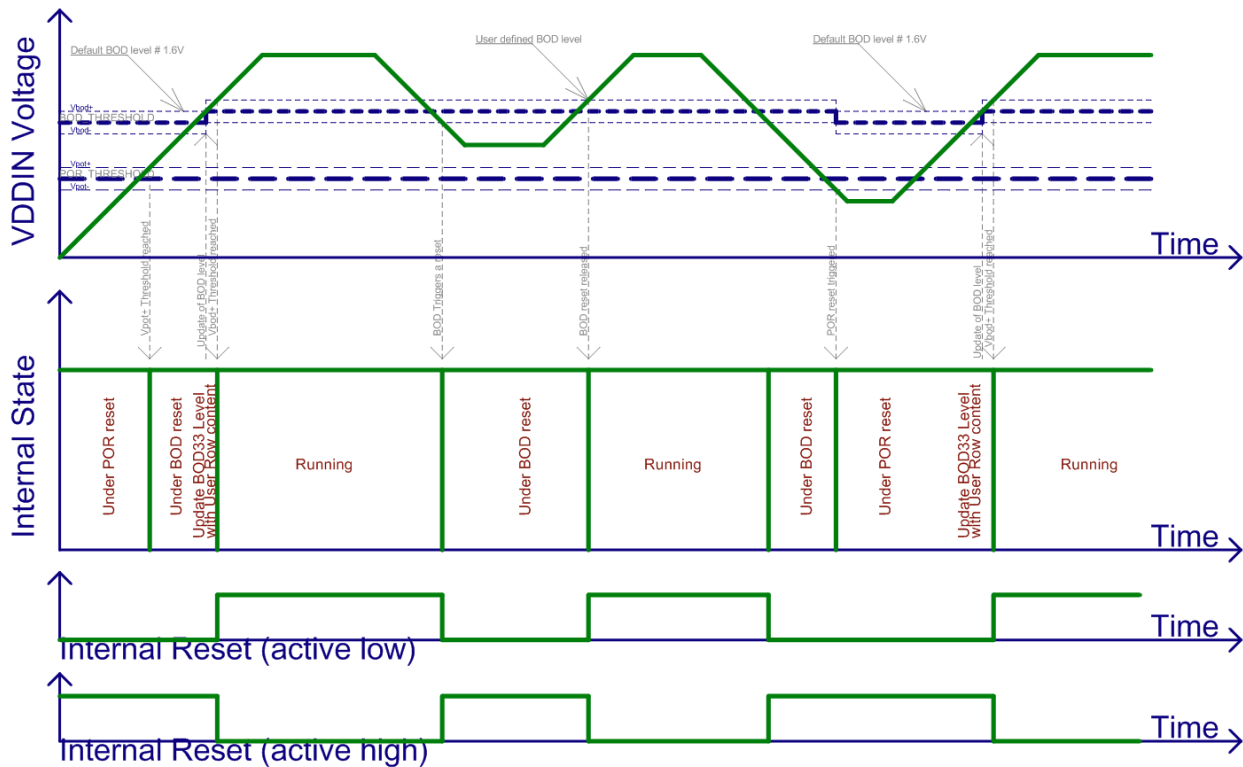 VDDIN Voltage
Default BOD level # 1.6V
User defined BOD level
Default BOD level # 1.6V
Vbod+
BOD_THRESHOLD
Vbod-
Vpot+
POR_THRESHOLD
Vpot-
Time
Vpot+ Threshold reached
Update of BOD level
Vbod+ Threshold reached
BOD Triggers a reset
BOD reset released
POR reset triggered
Update of BOD level
Vbod+ Threshold reached
Internal State
Under POR reset
Under BOD reset
Update BOD33 Level
with User Row content
Running
Under BOD reset
Running
Under BOD reset
Under POR reset
Update BOD33 Level
with User Row content
Running
Time
Internal Reset (active low)
Time
Internal Reset (active high)
Time